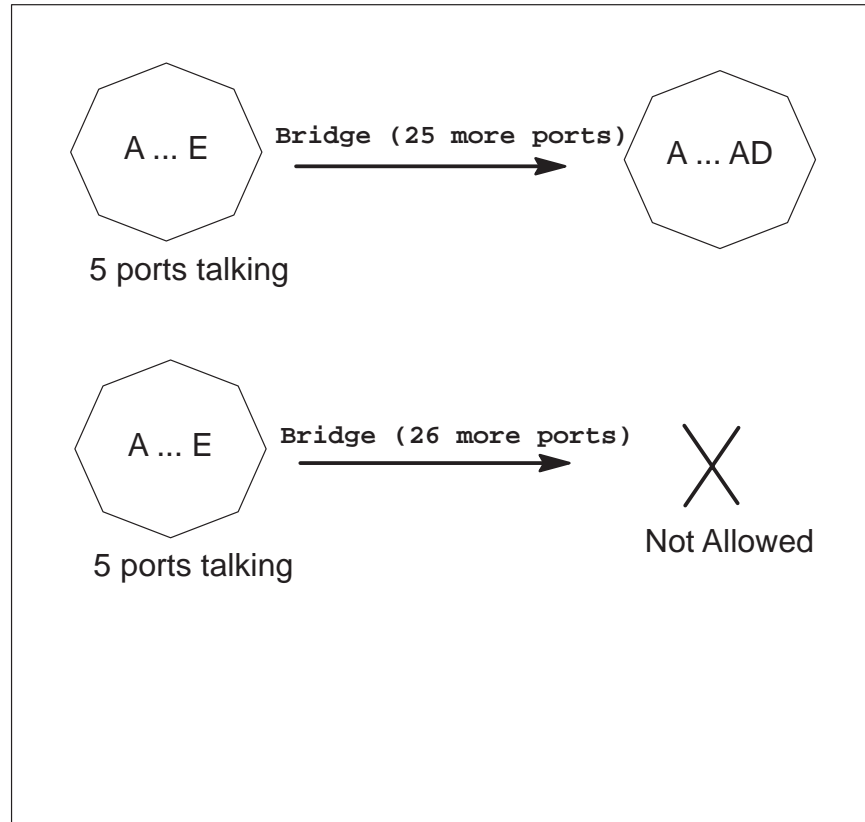 A ... E
Bridge (25 more ports)
A ... AD
5 ports talking
A ... E
Bridge (26 more ports)
Not Allowed
5 ports talking